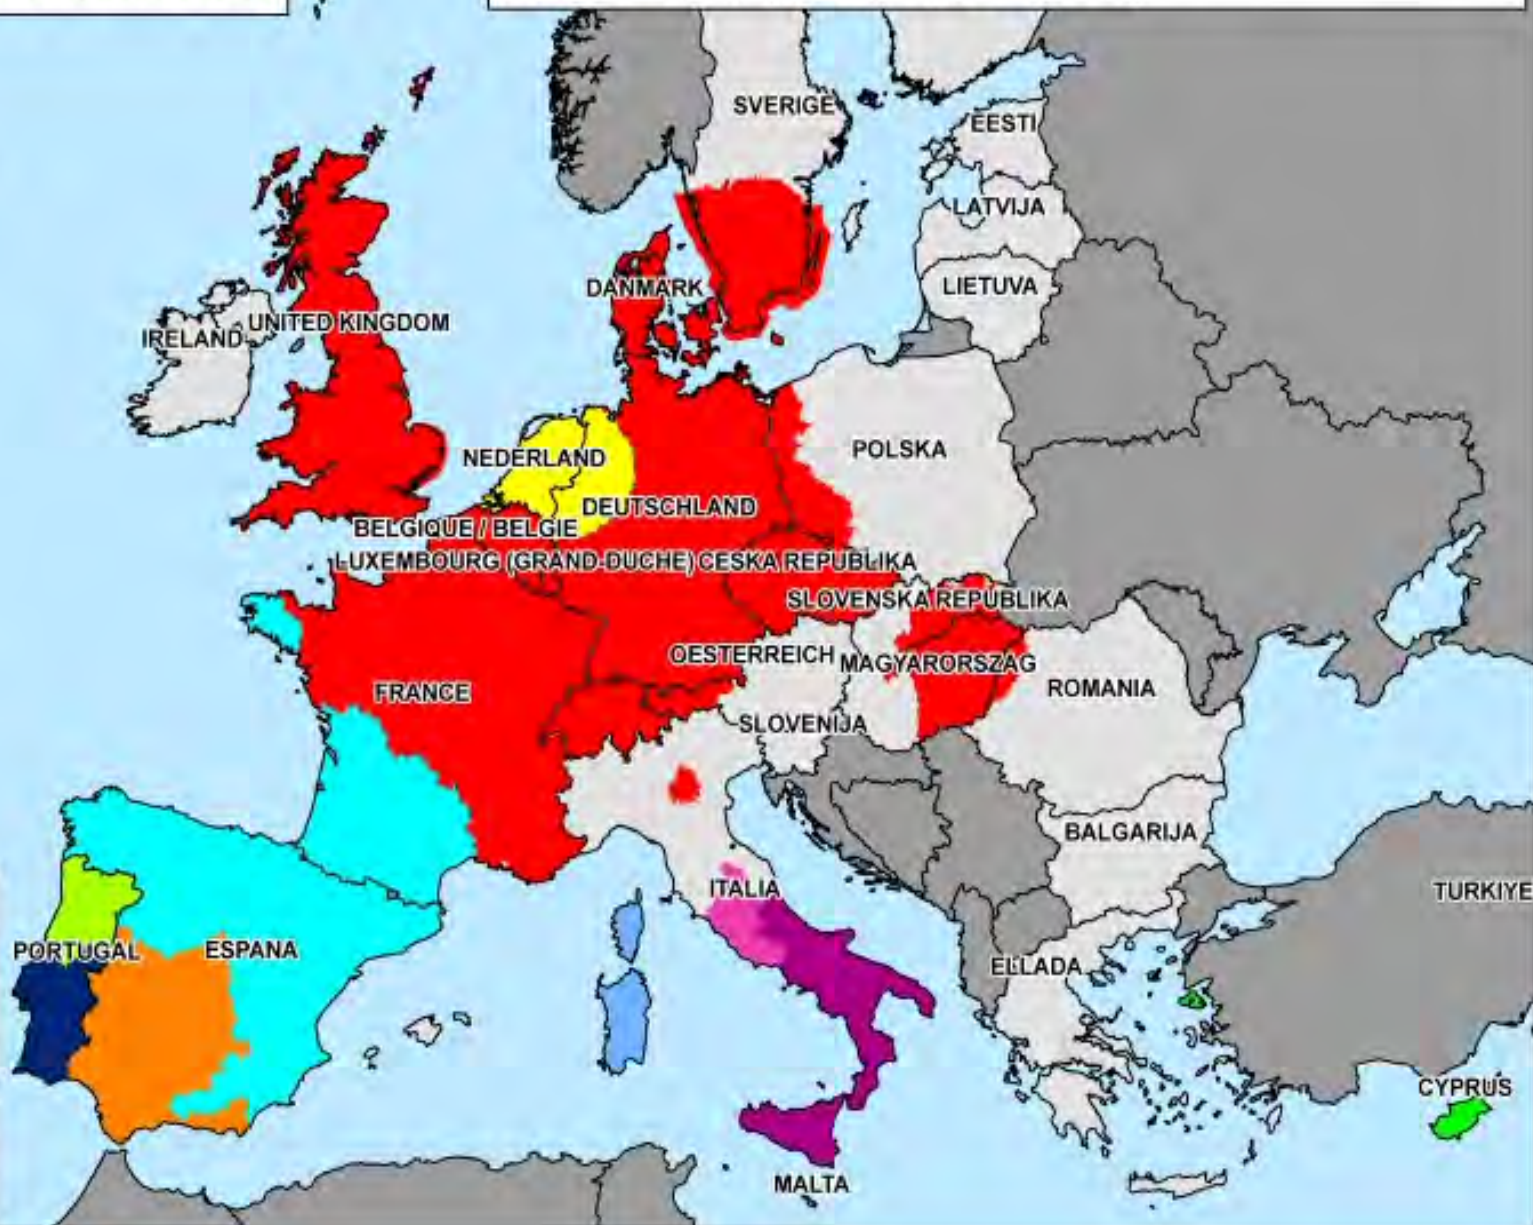 SVERIGE
EESTI
LATVIJA
DANMARK
LIETUVA
UNITED KINGDOM
IRELAND
POLSKA
NEDERLAND
DEUTSCHLAND
BELGIQUE / BELGIE
LUXEMBOURG (GRAND-DUCHE)
CESKA REPUBLIKA
SLOVENSKA REPUBLIKA
OESTERREICH
MAGYARORSZAG
FRANCE
ROMANIA
SLOVENIJA
BALGARIJA
ITALIA
TURKIYE
PORTUGAL
ESPANA
ELLADA
CYPRUS
MALTA